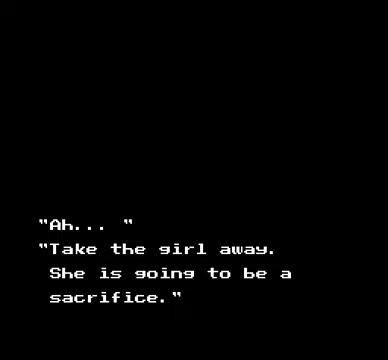 "Ah... "
"Take the girl away.
She is going to be a
sacrifice."